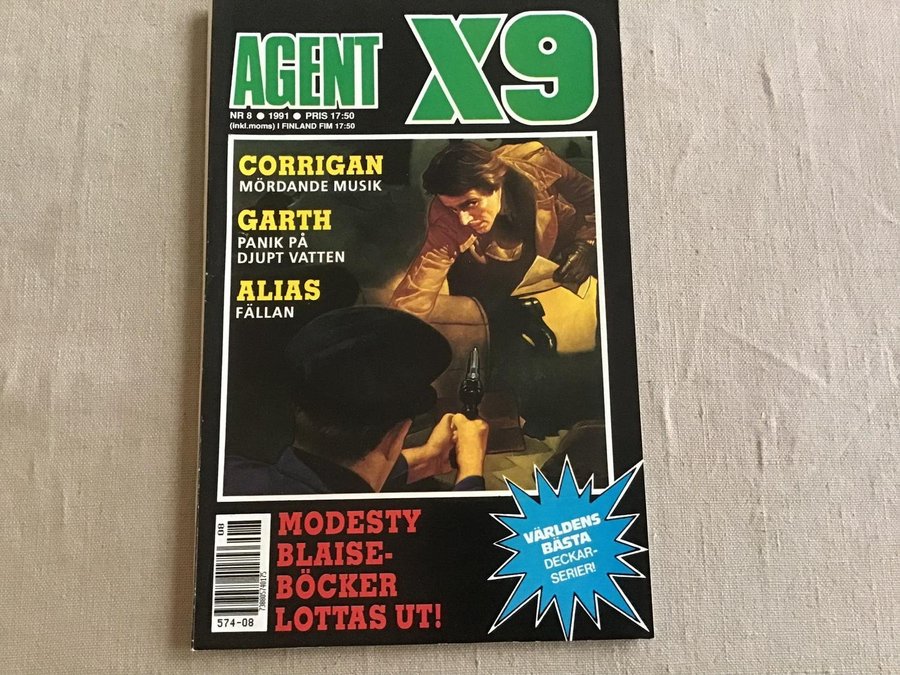 AGENT X9
NR 8 ● 1991 ● PRIS 17:50
(inkl.moms) I FINLAND FIM 17:50
CORRIGAN
MÖRDANDE MUSIK
GARTH
PANIK PÅ
DJUPT VATTEN
ALIAS
FÄLLAN
MODESTY
BLAISE-
BÖCKER
LOTTAS UT!
VÄRLDENS
BÄSTA
DECKAR-
SERIER!
08
574-08